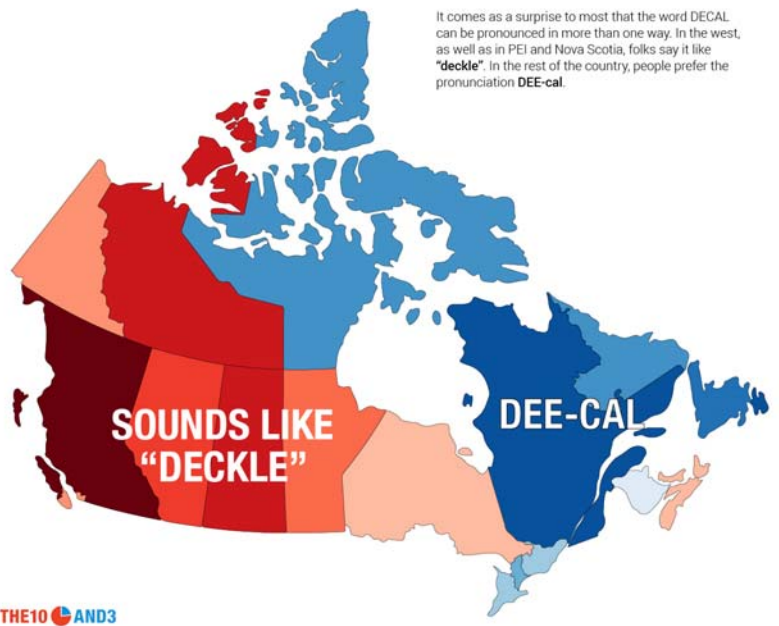 It comes as a surprise to most that the word DECAL
can be pronounced in more than one way. In the west,
as well as in PEI and Nova Scotia, folks say it like
“deckle”. In the rest of the country, people prefer the
pronunciation DEE-cal.
SOUNDS LIKE
“DECKLE”
DEE-CAL
THE10 AND3